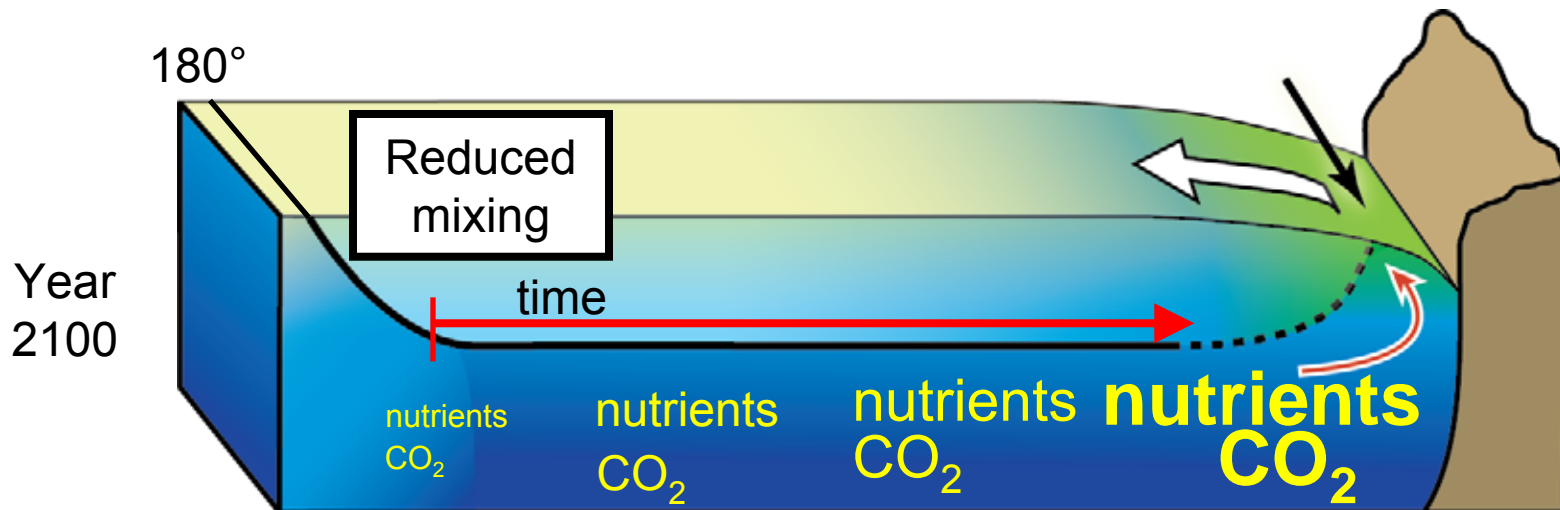 180°
Reduced
mixing
Year
2100
time
nutrients
CO₂
nutrients
CO₂
nutrients
CO₂
nutrients
CO₂